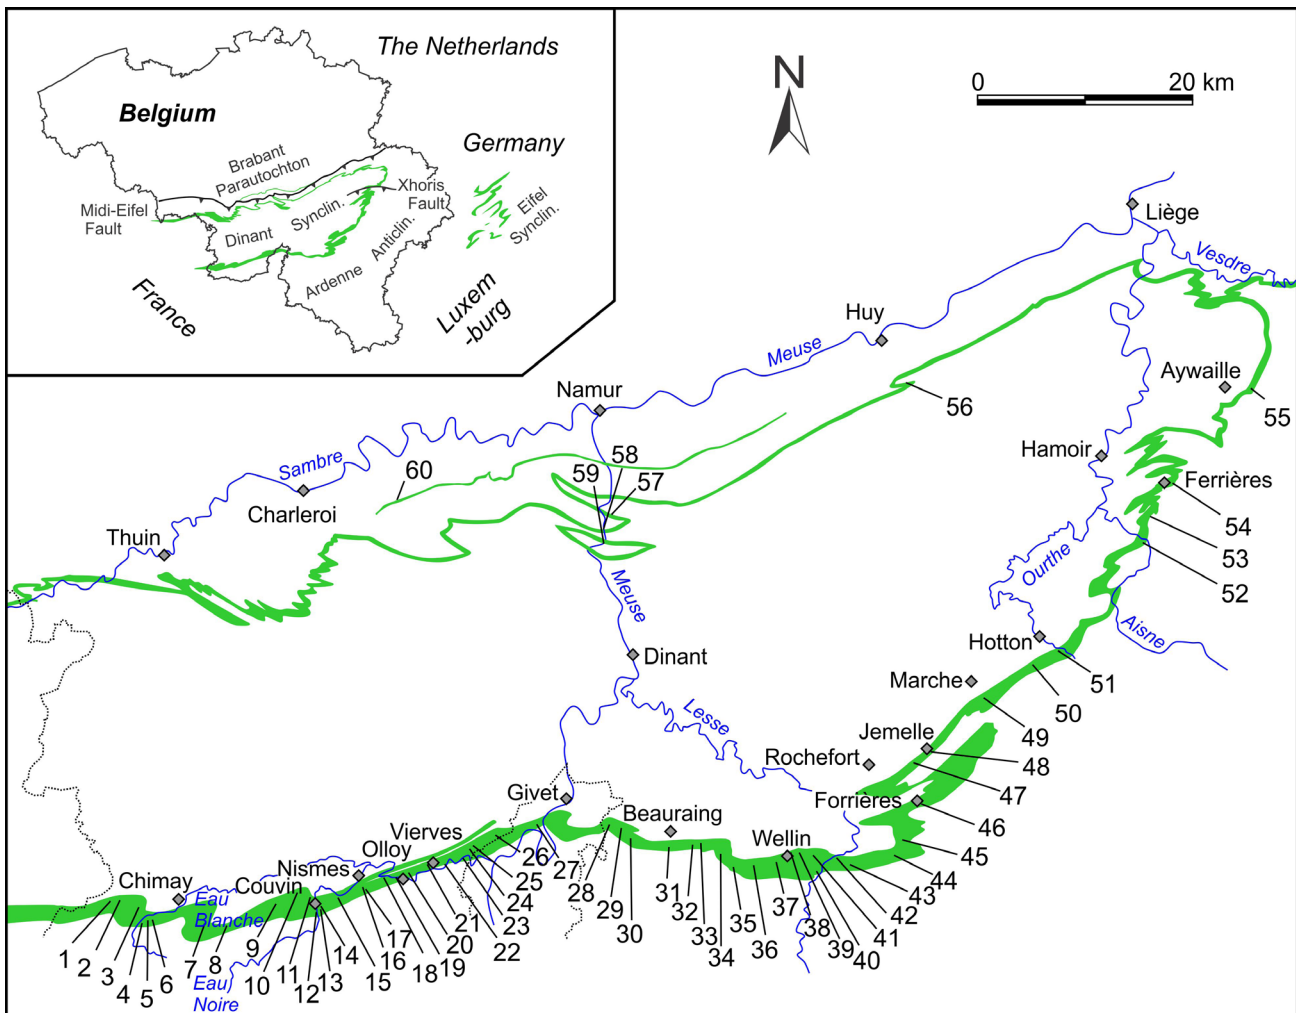 The Netherlands
Belgium
Germany
Brabant
Parautochton
Midi-Eifel
Fault
Xhoris
Fault
Synclin.
Dinant
Anticlin.
Ardenne
Eifel
Synclin.
France
Luxem
-burg
N
0
20 km
Liège
Vesdre
Huy
Meuse
Aywaille
Namur
56
55
Sambre
60
59
58
57
Hamoir
Ferrières
Charleroi
54
Thuin
53
Ourthe
52
Meuse
Aisne
Hotton
Dinant
51
Marche
50
Lesse
49
Jemelle
48
Rochefort
47
Givet
Forrières
46
Beauraing
Vierves
Olloy
Wellin
45
Nismes
26
27
Chimay
Couvin
Eau
Blanche
25
28
29
30
31
32
33
34
35
36
37
38
39
40
41
42
43
44
24
23
22
21
20
19
18
17
16
15
14
13
12
11
10
9
8
7
6
5
4
3
2
1
Eau
Noire